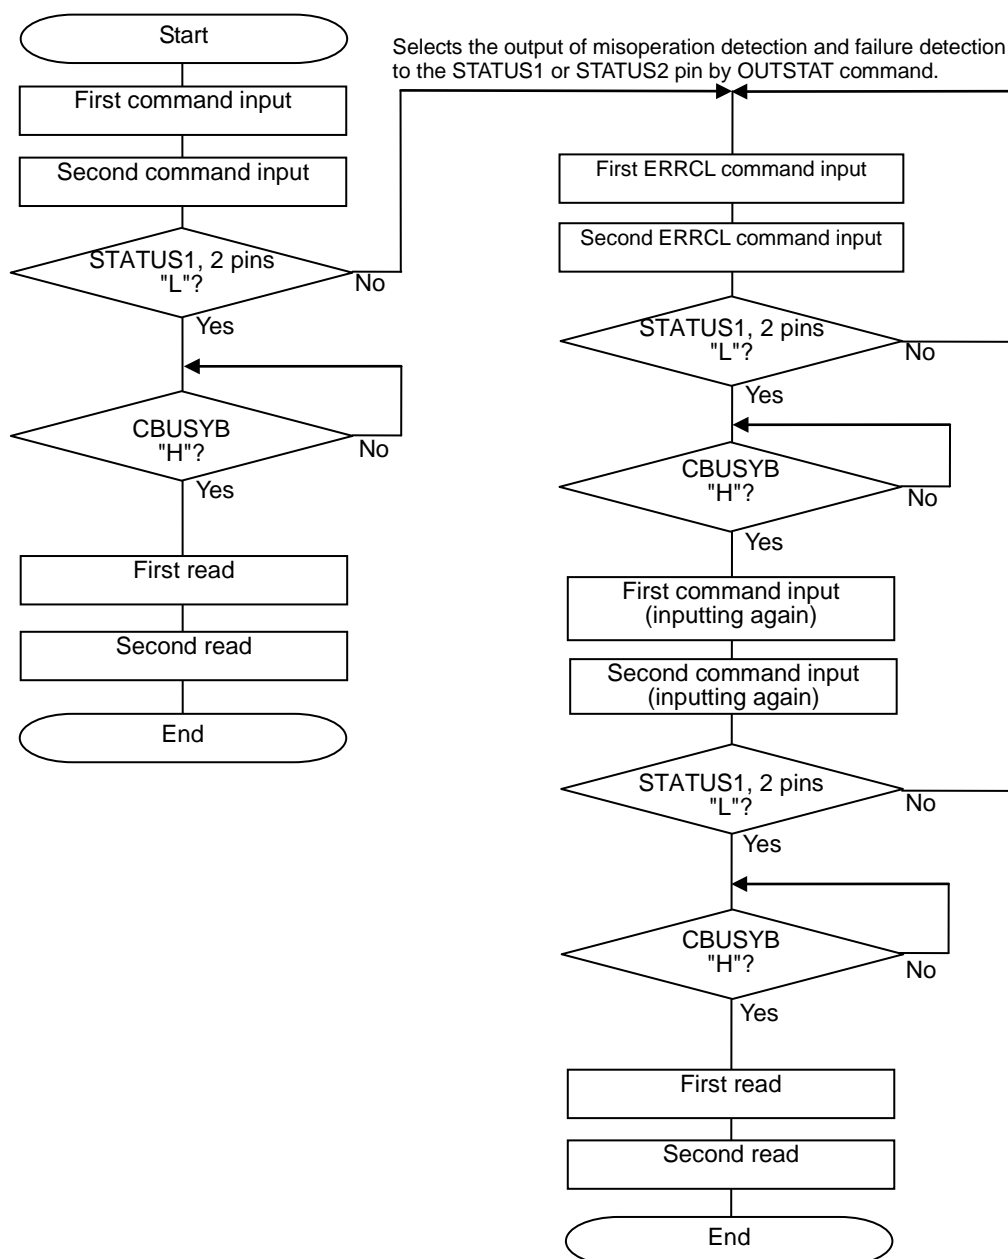 Start
First command input
Second command input
STATUS1, 2 pins
"L"?
No
Yes
CBUSYB
"H"?
No
Yes
First read
Second read
End
Selects the output of misoperation detection and failure detection
to the STATUS1 or STATUS2 pin by OUTSTAT command.
First ERRCL command input
Second ERRCL command input
STATUS1, 2 pins
"L"?
No
Yes
CBUSYB
"H"?
No
Yes
First command input
(inputting again)
Second command input
(inputting again)
STATUS1, 2 pins
"L"?
No
Yes
CBUSYB
"H"?
No
Yes
First read
Second read
End